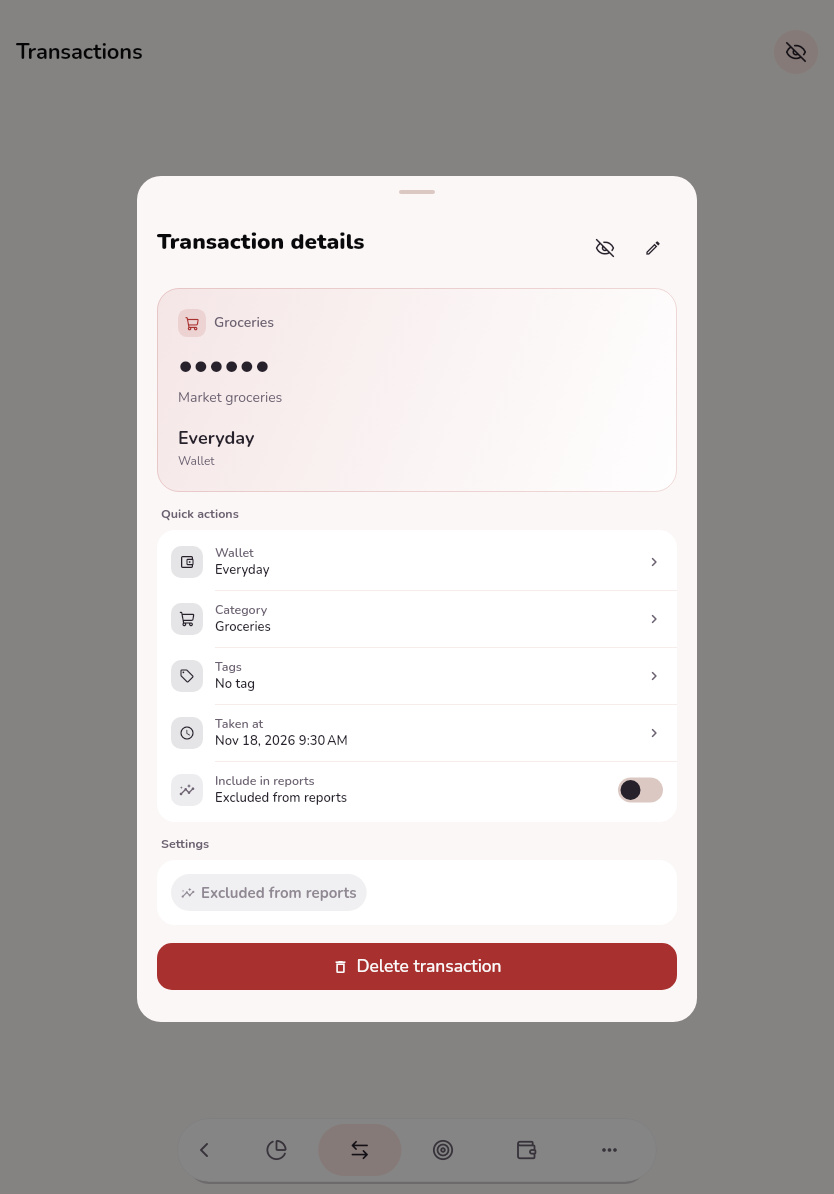 Transactions
Transaction details
Groceries
●●●●●●
Market groceries
Everyday
Wallet
Quick actions
Wallet
Everyday
Category
Groceries
Tags
No tag
Taken at
Nov 18, 2026 9:30 AM
Include in reports
Excluded from reports
Settings
Excluded from reports
Delete transaction